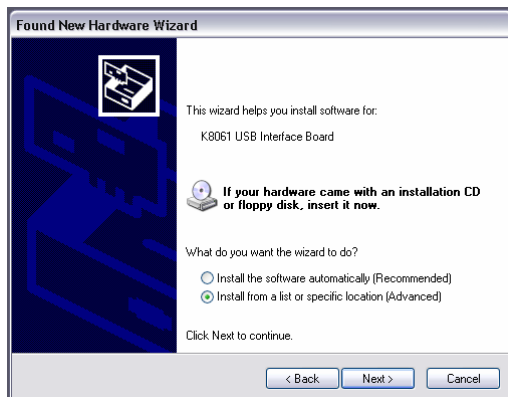 Found New Hardware Wizard
This wizard helps you install software for:
K8061 USB Interface Board
If your hardware came with an installation CD
or floppy disk, insert it now.
What do you want the wizard to do?
Install the software automatically (Recommended)
Install from a list or specific location (Advanced)
Click Next to continue.
< Back Next > Cancel